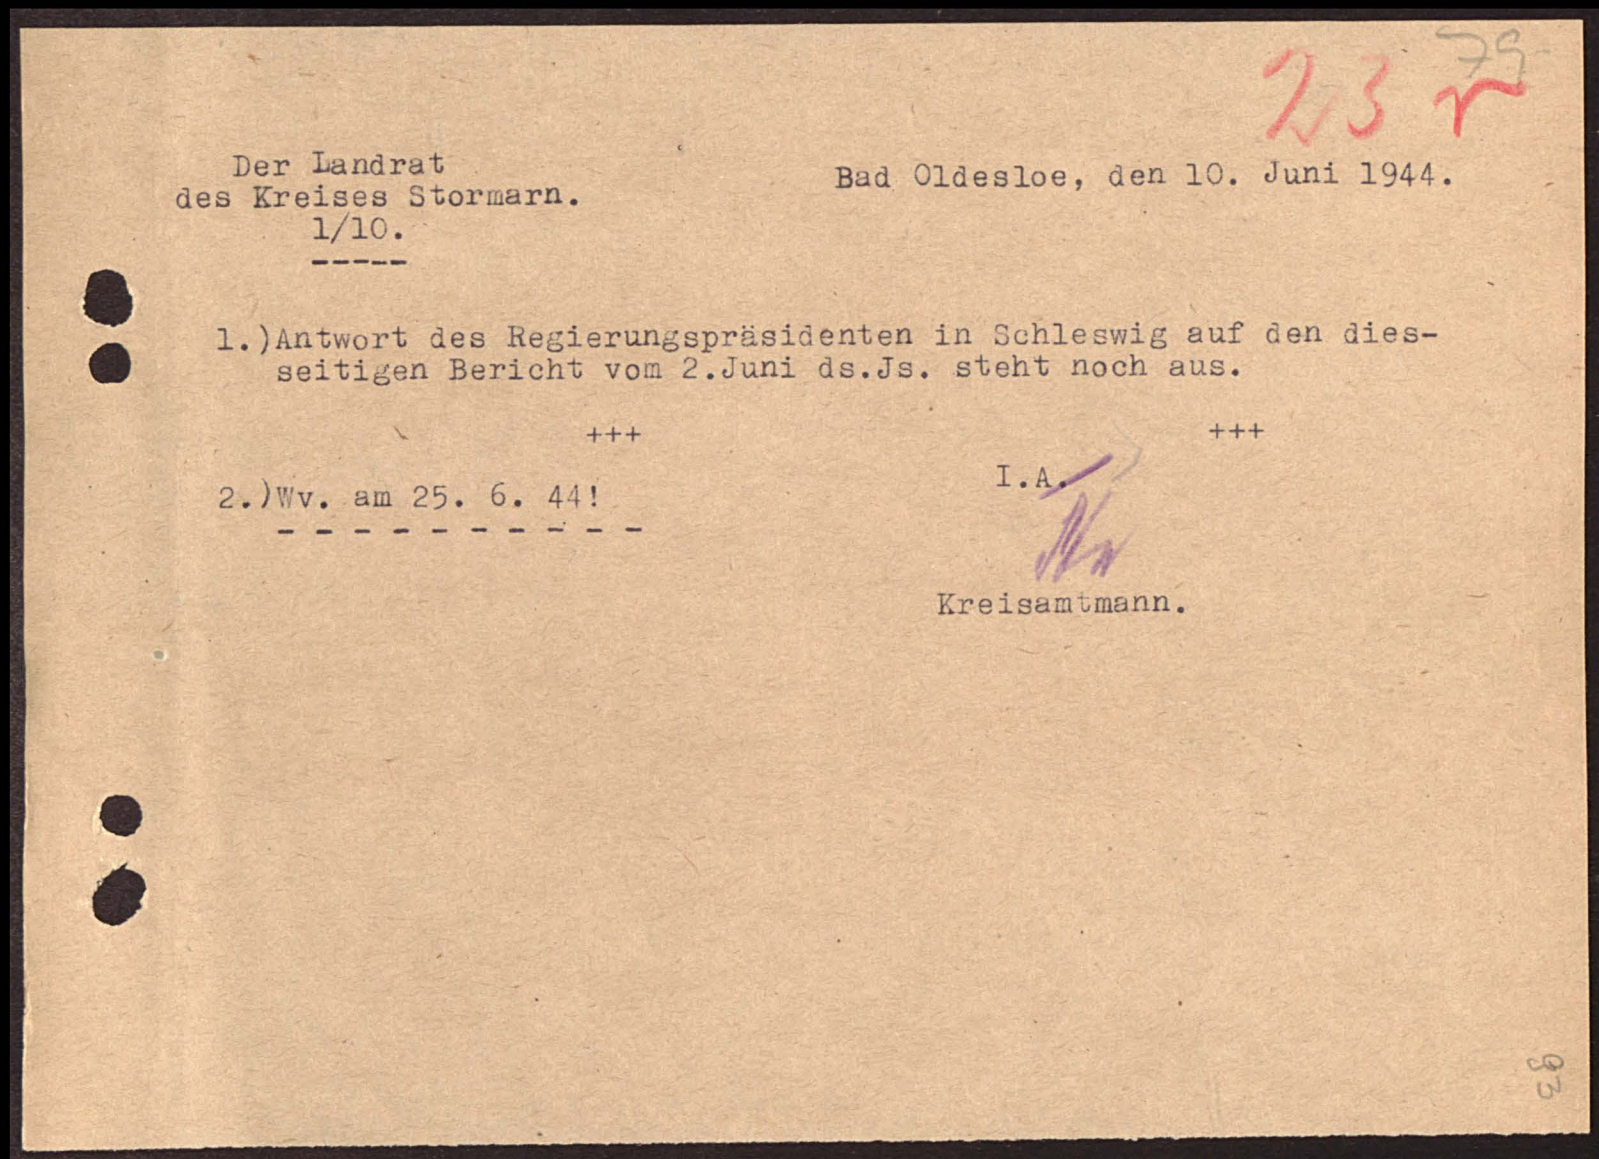 79
23 r
Der Landrat
des Kreises Stormarn.
1/10.
-----
Bad Oldesloe, den 10. Juni 1944.
1.)Antwort des Regierungspräsidenten in Schleswig auf den dies-
seitigen Bericht vom 2.Juni ds.Js. steht noch aus.
+++ +++
2.)Wv. am 25. 6. 44!
- - - - - - - - - -
I.A.
Kreisamtmann.
93